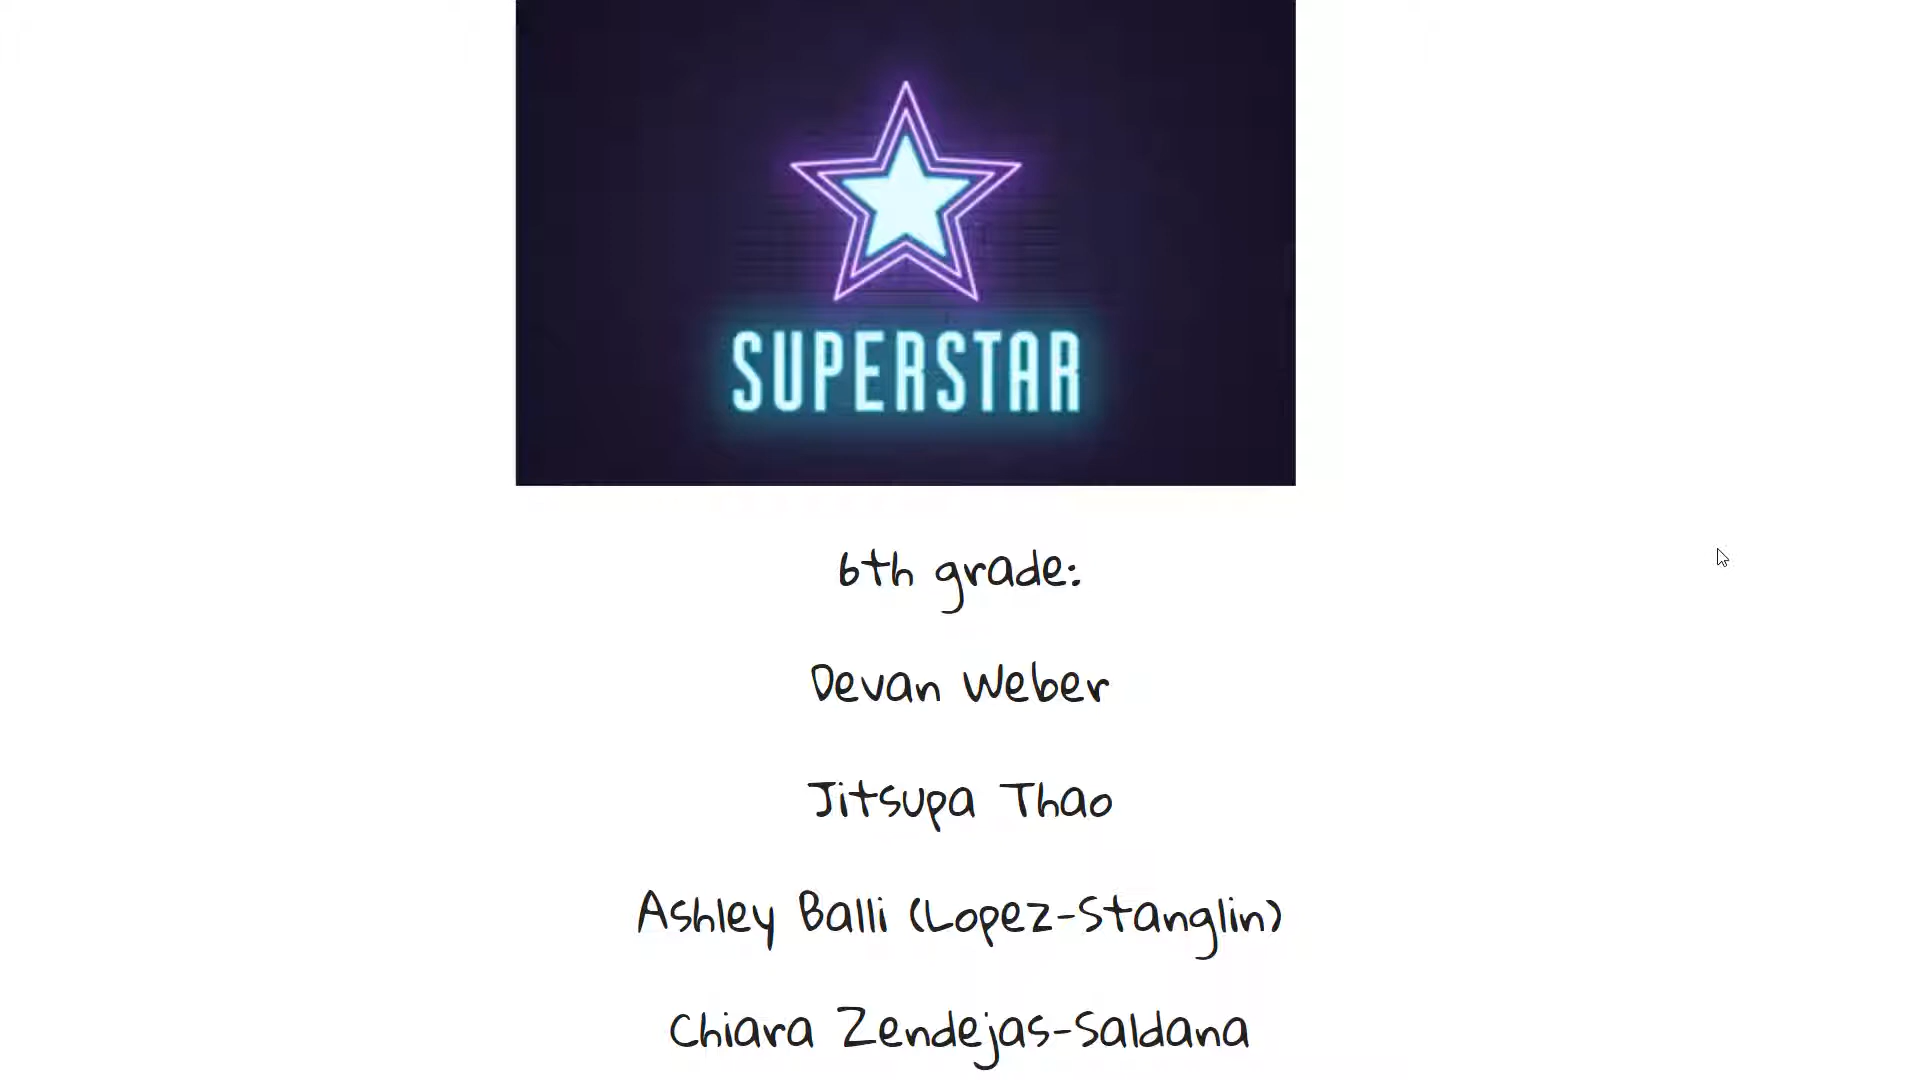 SUPERSTAR
6th grade:
Devan Weber
Jitsupa Thao
Ashley Balli (Lopez-Stanglin)
Chiara Zendejas-Saldana